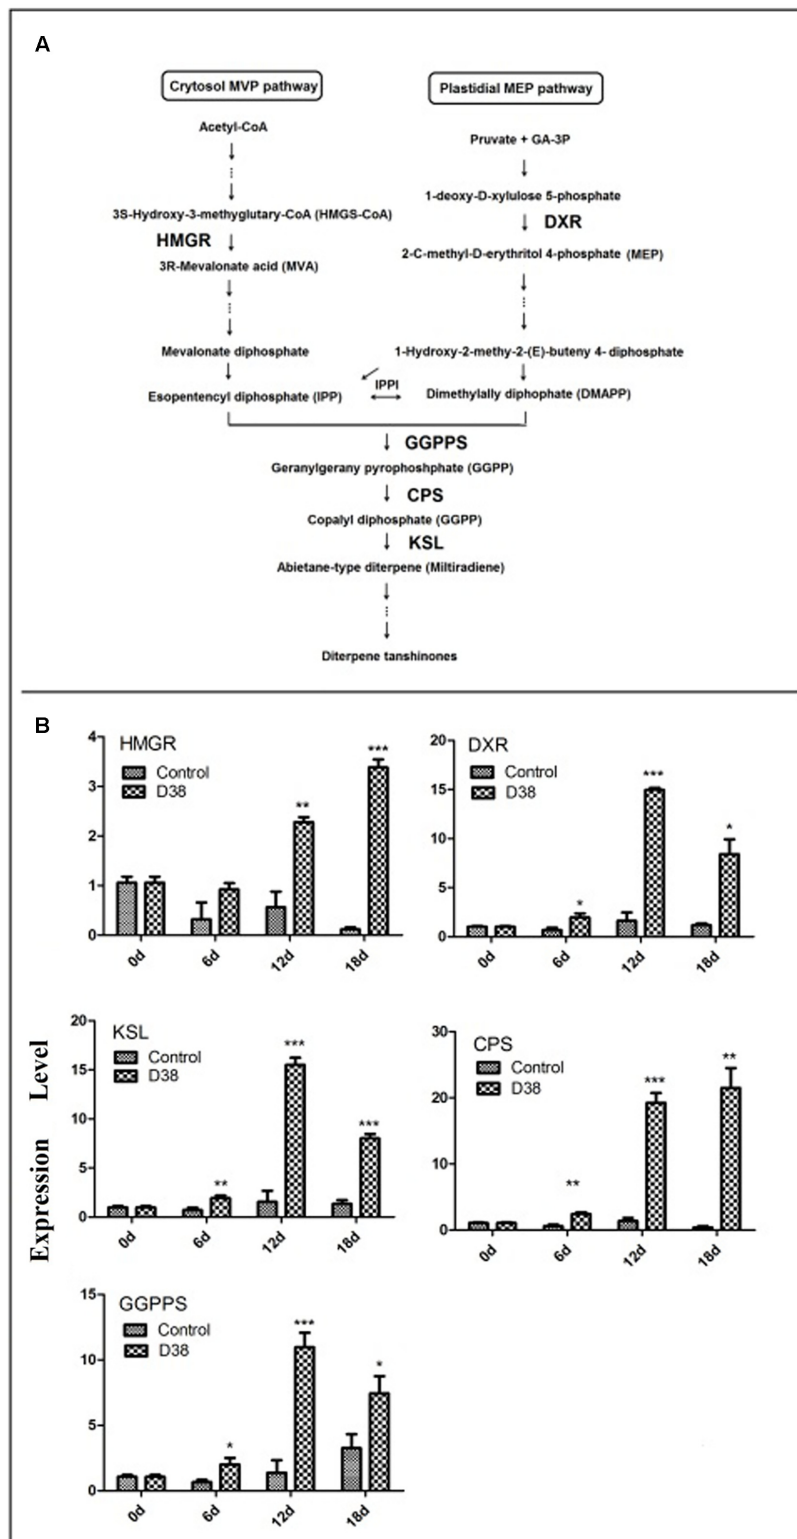 A
Crytosol MVP pathway
Plastidial MEP pathway
Acetyl-CoA
Pruvate + GA-3P
1-deoxy-D-xylulose 5-phosphate
3S-Hydroxy-3-methyglutary-CoA (HMGS-CoA)
DXR
HMGR
2-C-methyl-D-erythritol 4-phosphate (MEP)
3R-Mevalonate acid (MVA)
Mevalonate diphosphate
1-Hydroxy-2-methy-2-(E)-buteny 4- diphosphate
IPPI
Esopentencyl diphosphate (IPP)
Dimethylally diphophate (DMAPP)
GGPPS
Geranylgerany pyrophoshphate (GGPP)
CPS
Copalyl diphosphate (GGPP)
KSL
Abietane-type diterpene (Miltiradiene)
Diterpene tanshinones
B
Expression Level
HMGR
Control
D38
4
3
2
1
0
**
***
0d
6d
12d
18d
DXR
Control
D38
20
15
10
5
0
*
***
*
0d
6d
12d
18d
KSL
Control
D38
20
15
10
5
0
**
***
***
0d
6d
12d
18d
CPS
Control
D38
30
20
10
0
**
***
**
0d
6d
12d
18d
GGPPS
Control
D38
15
10
5
0
*
***
*
0d
6d
12d
18d